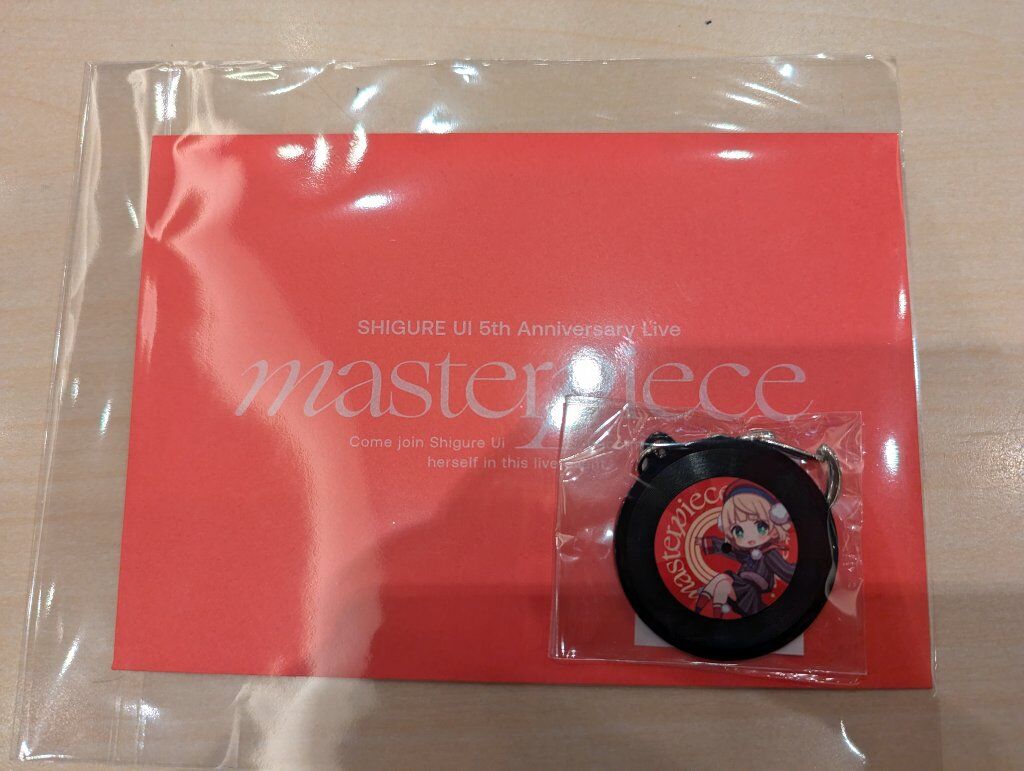 SHIGURE UI 5th Anniversary Live
masterpiece
Come join Shigure Ui
herself in this live
masterpiece